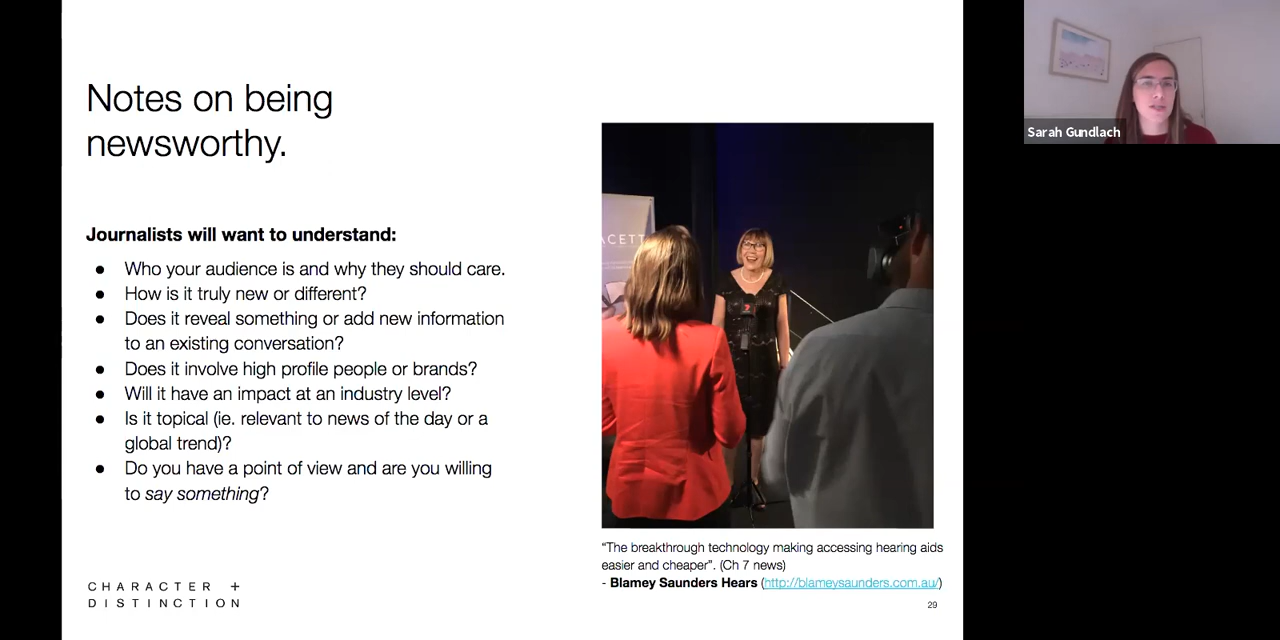 Notes on being
newsworthy.
Journalists will want to understand:
● Who your audience is and why they should care.
● How is it truly new or different?
● Does it reveal something or add new information
to an existing conversation?
● Does it involve high profile people or brands?
● Will it have an impact at an industry level?
● Is it topical (ie. relevant to news of the day or a
global trend)?
● Do you have a point of view and are you willing
to say something?
CHARACTER +
DISTINCTION
ACETT
7
“The breakthrough technology making accessing hearing aids
easier and cheaper”. (Ch 7 news)
- Blamey Saunders Hears (http://blameysaunders.com.au/)
29
Sarah Gundlach